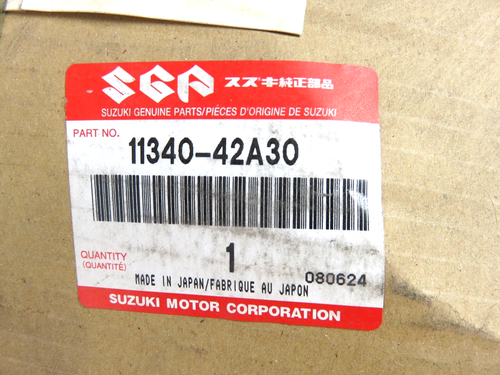 SGP スズキ純正部品
SUZUKI GENUINE PARTS/PIÈCES D'ORIGINE DE SUZUKI
PART NO.
11340-42A30
QUANTITY
(QUANTITÉ)
1
080624
MADE IN JAPAN/FABRIQUE AU JAPON
SUZUKI MOTOR CORPORATION